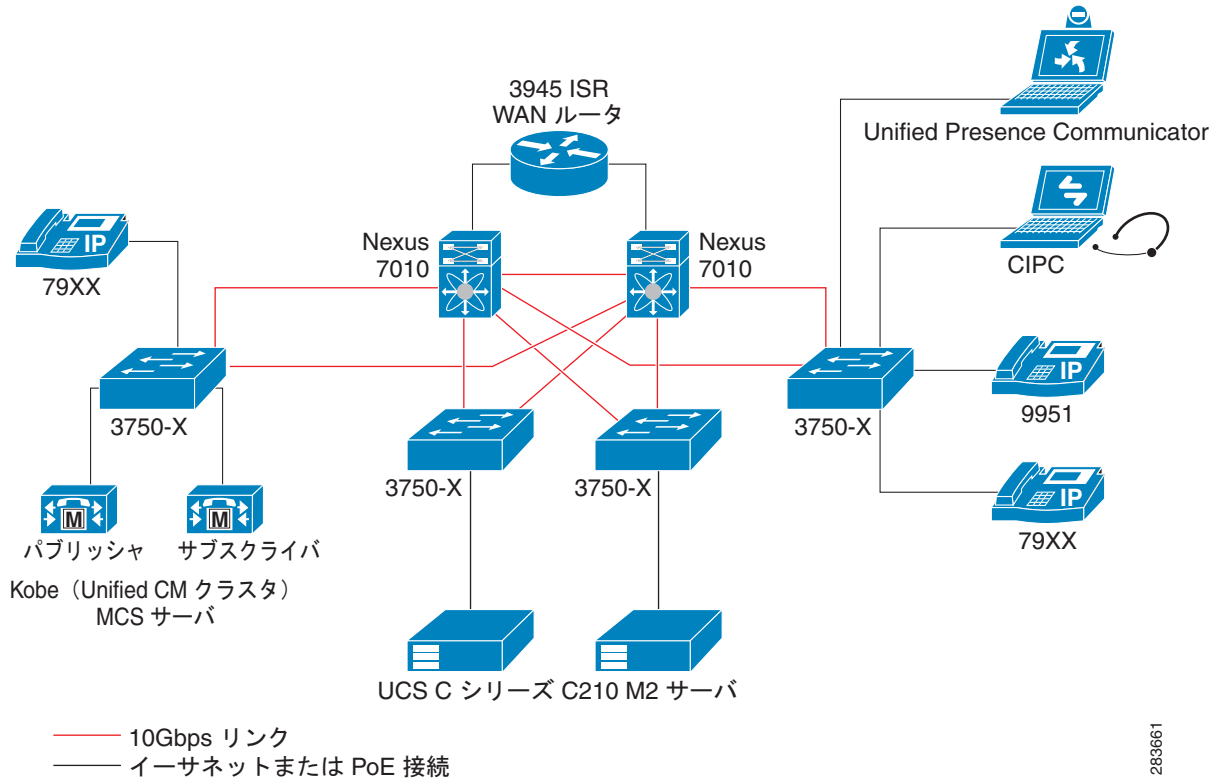 3945 ISR
WAN ルータ
Unified Presence Communicator
IP
79XX
Nexus
7010
Nexus
7010
CIPC
3750-X
3750-X
3750-X
3750-X
IP
9951
IP
79XX
M
M
パブリッシャ
サブスクライバ
Kobe（Unified CM クラスタ）
MCS サーバ
UCS C シリーズ C210 M2 サーバ
10Gbps リンク
イーサネットまたは PoE 接続
283661